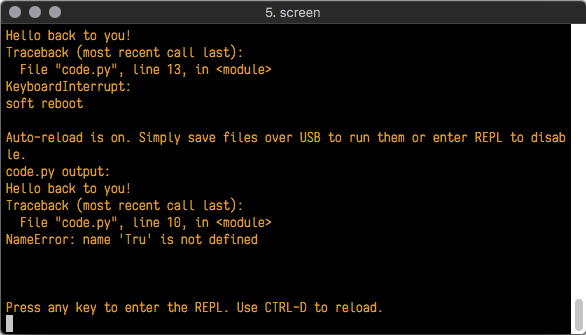 5. screen
Hello back to you!
Traceback (most recent call last):
  File "code.py", line 13, in <module>
KeyboardInterrupt:
soft reboot

Auto-reload is on. Simply save files over USB to run them or enter REPL to disab
le.
code.py output:
Hello back to you!
Traceback (most recent call last):
  File "code.py", line 10, in <module>
NameError: name 'Tru' is not defined

Press any key to enter the REPL. Use CTRL-D to reload.